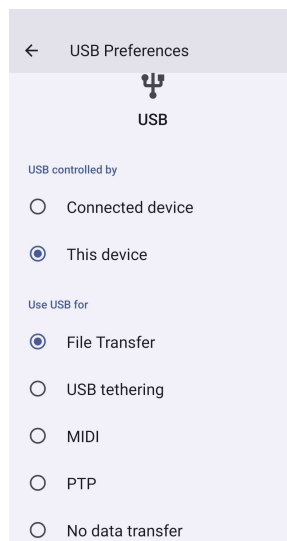 USB Preferences
USB
USB controlled by
Connected device
This device
Use USB for
File Transfer
USB tethering
MIDI
PTP
No data transfer